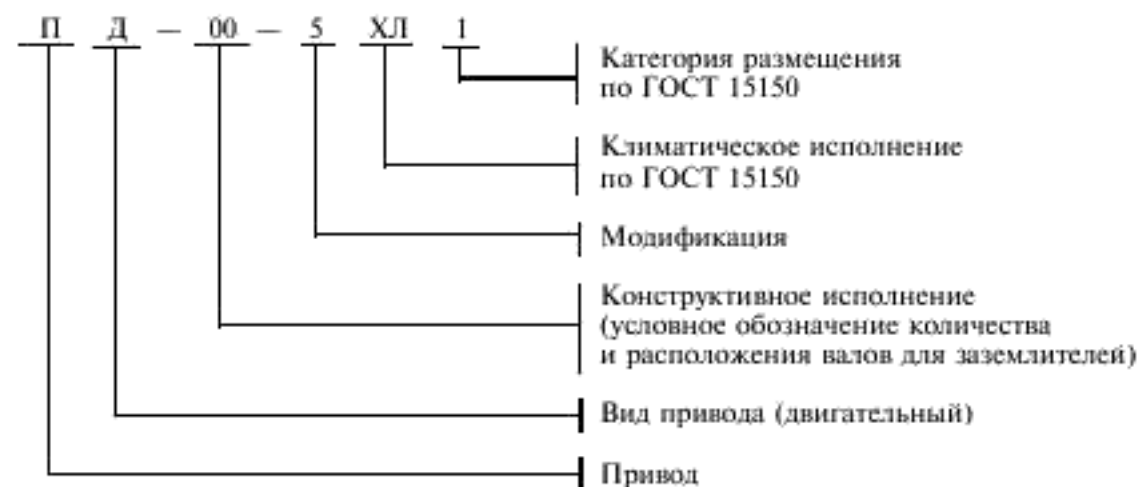 П Д — 00 — 5 ХЛ 1
Категория размещения
по ГОСТ 15150
Климатическое исполнение
по ГОСТ 15150
Модификация
Конструктивное исполнение
(условное обозначение количества
и расположения валов для заземлителей)
Вид привода (двигательный)
Привод